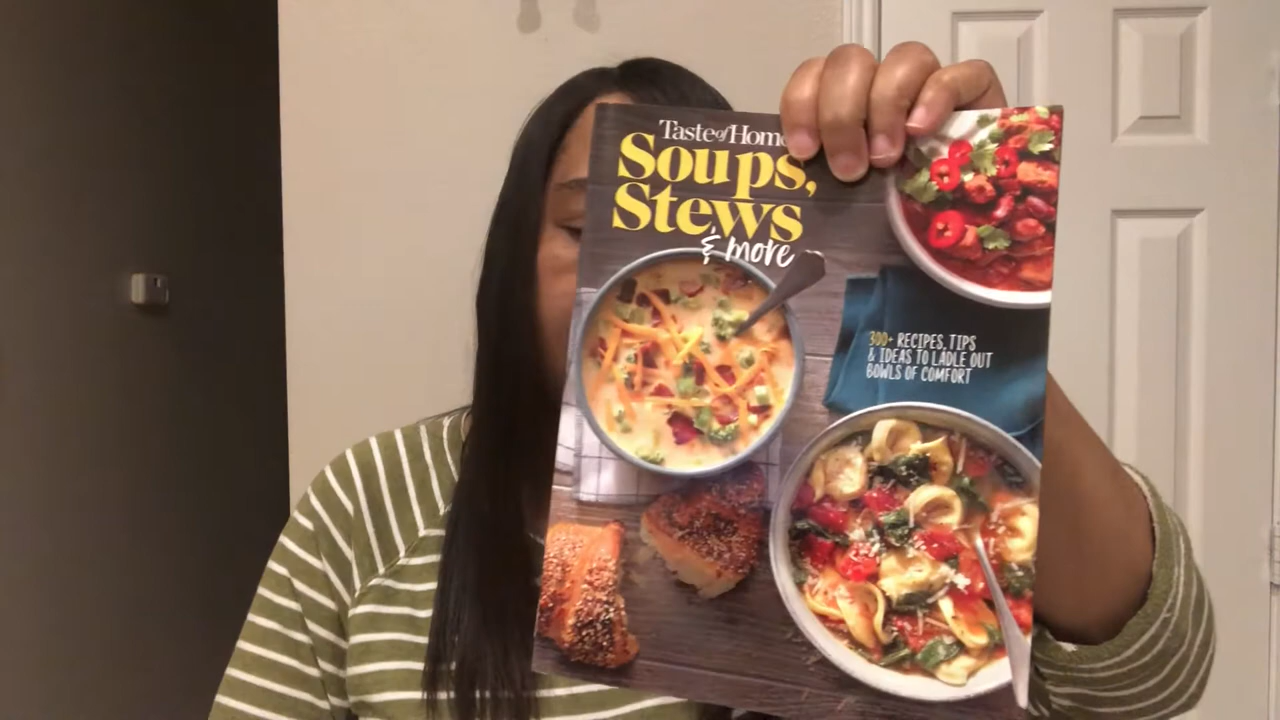 Taste of Home
Soups,
Stews
& more
300+ RECIPES, TIPS
& IDEAS TO LADLE OUT
BOWLS OF COMFORT